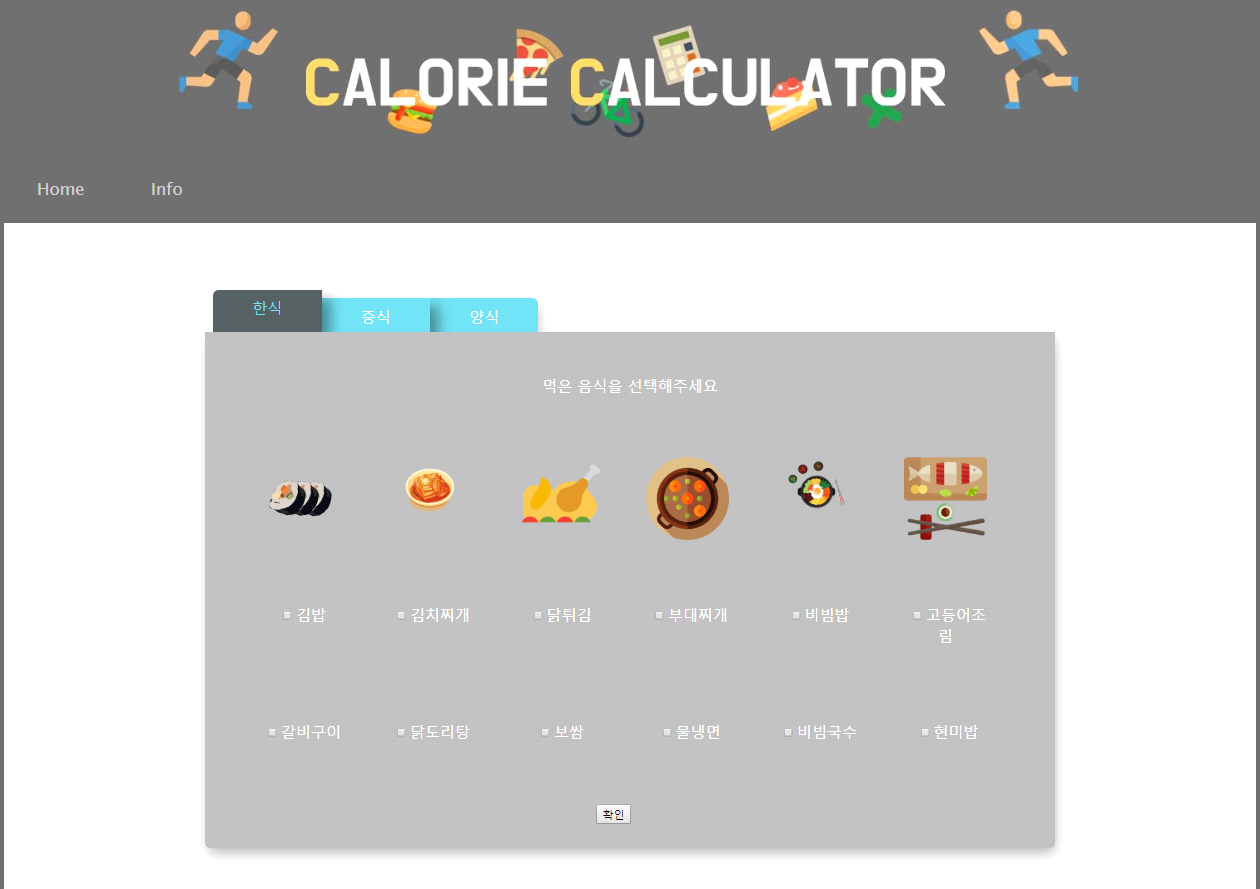 CALORIE CALCULATOR
Home Info
한식 중식 양식
먹은 음식을 선택해주세요
김밥 김치찌개 닭튀김 부대찌개 비빔밥 고등어조
림
갈비구이 닭도리탕 보쌈 물냉면 비빔국수 현미밥
확인